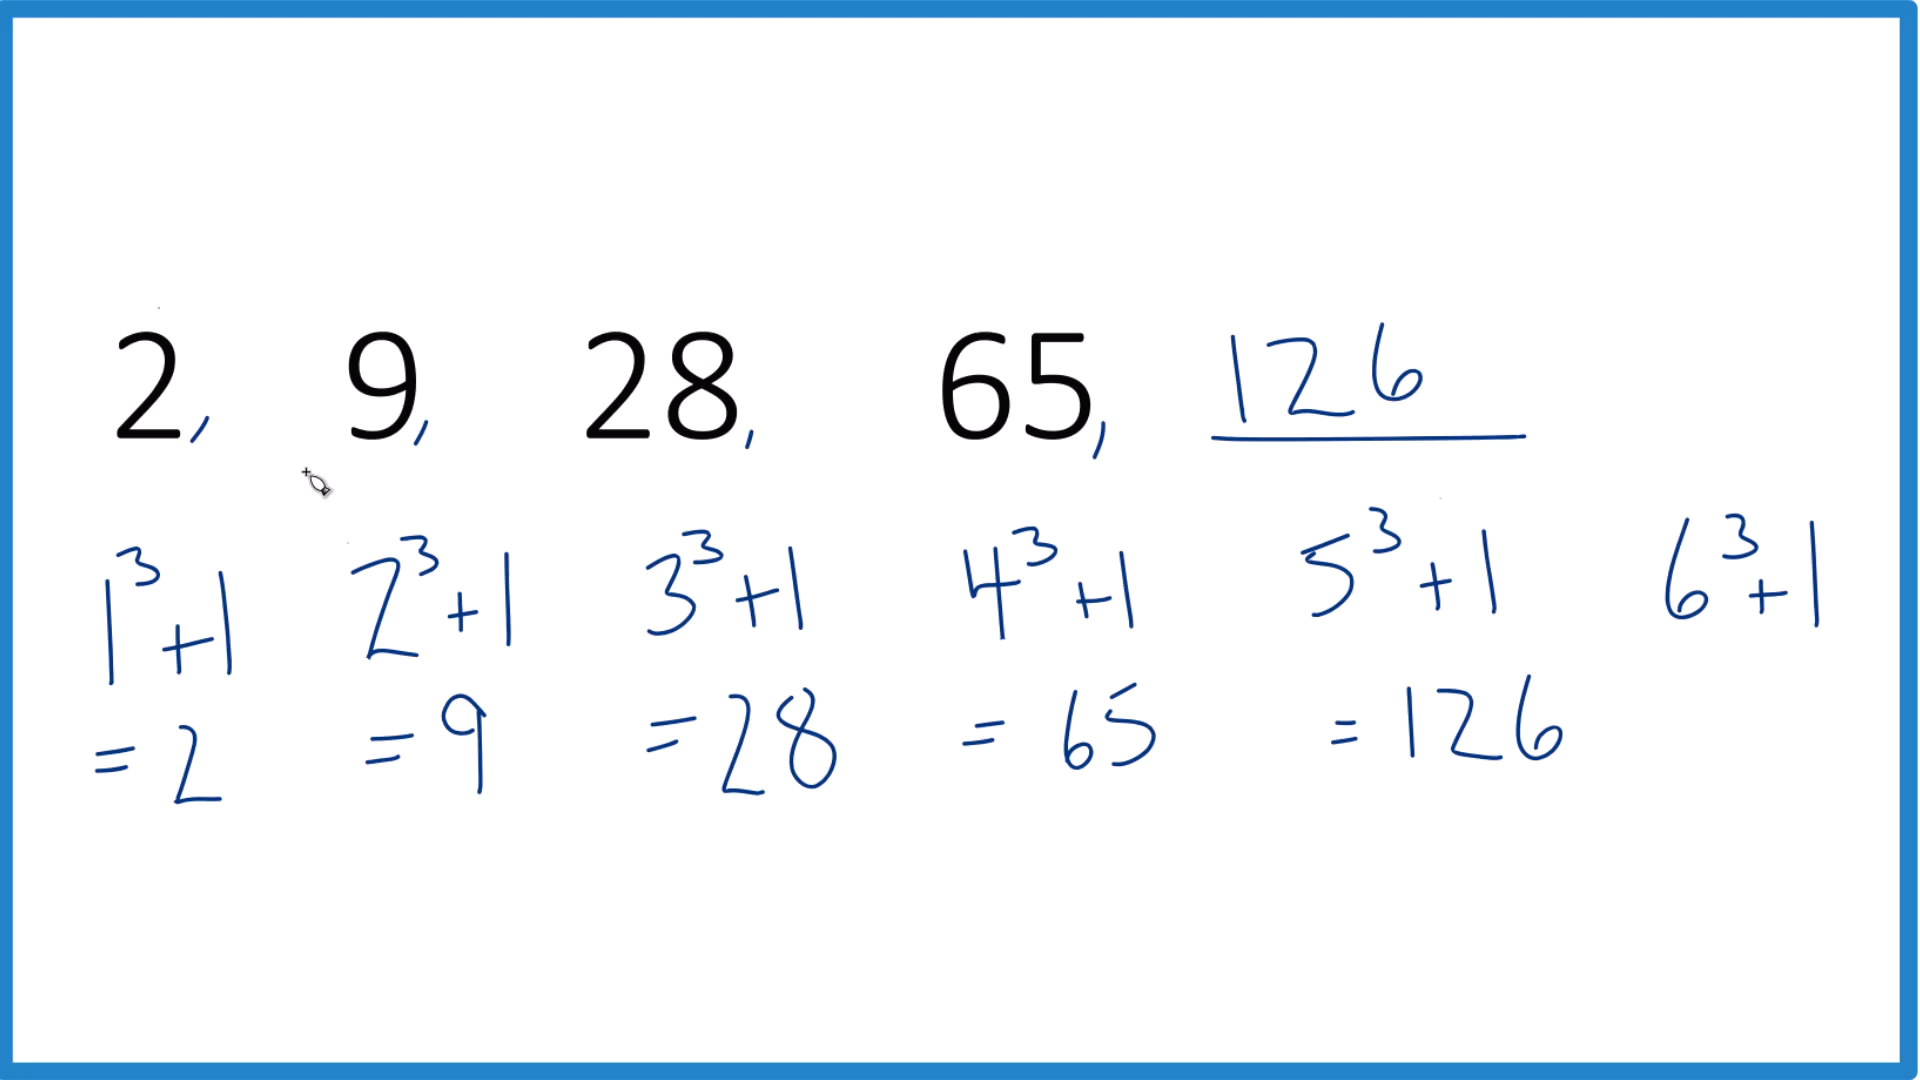 2, 9, 28, 65, 126
1³+1 2³+1 3³+1 4³+1 5³+1 6³+1
=2 =9 =28 =65 =126